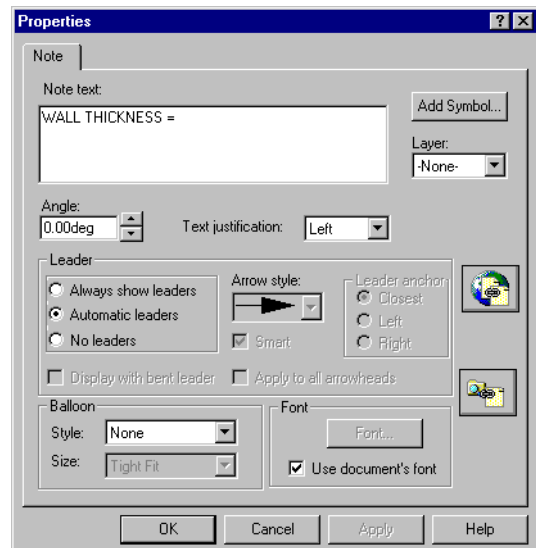 Properties
Note
Note text:
WALL THICKNESS =
Add Symbol...
Layer:
-None-
Angle:
0.00deg
Text justification:
Left
Leader
Always show leaders
Automatic leaders
No leaders
Arrow style:
Smart
Leader anchor
Closest
Left
Right
Display with bent leader
Apply to all arrowheads
Balloon
Style:
None
Size:
Tight Fit
Font
Font...
Use document's font
OK
Cancel
Apply
Help